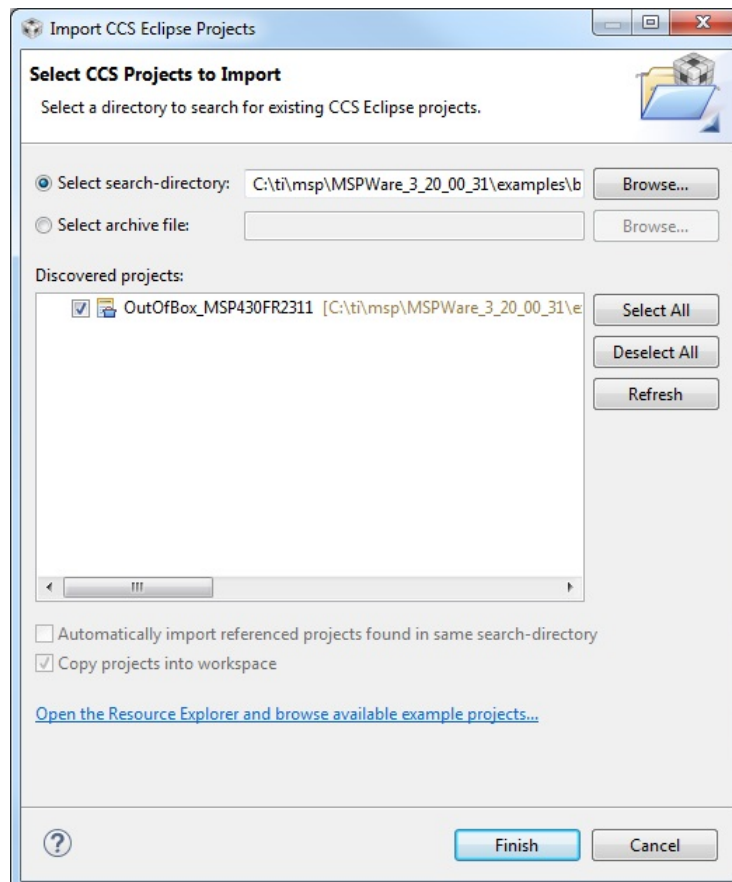 Import CCS Eclipse Projects
Select CCS Projects to Import
Select a directory to search for existing CCS Eclipse projects.
Select search-directory: C:\ti\msp\MSPWare_3_20_00_31\examples\b Browse...
Select archive file: Browse...
Discovered projects:
OutOfBox_MSP430FR2311 [C:\ti\msp\MSPWare_3_20_00_31\e Select All
Deselect All
Refresh
Automatically import referenced projects found in same search-directory
Copy projects into workspace
Open the Resource Explorer and browse available example projects...
? Finish Cancel